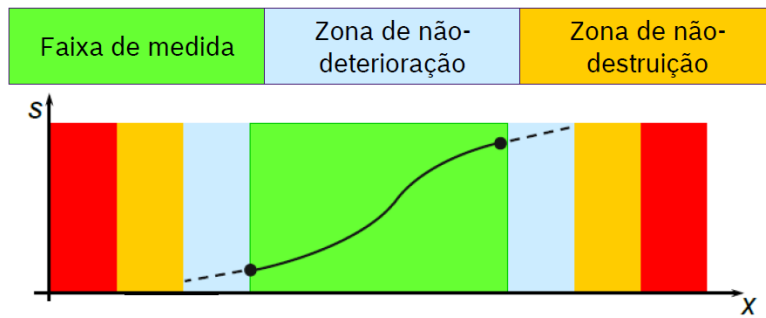 Faixa de medida
Zona de não-
deterioração
Zona de não-
destruição
S
X